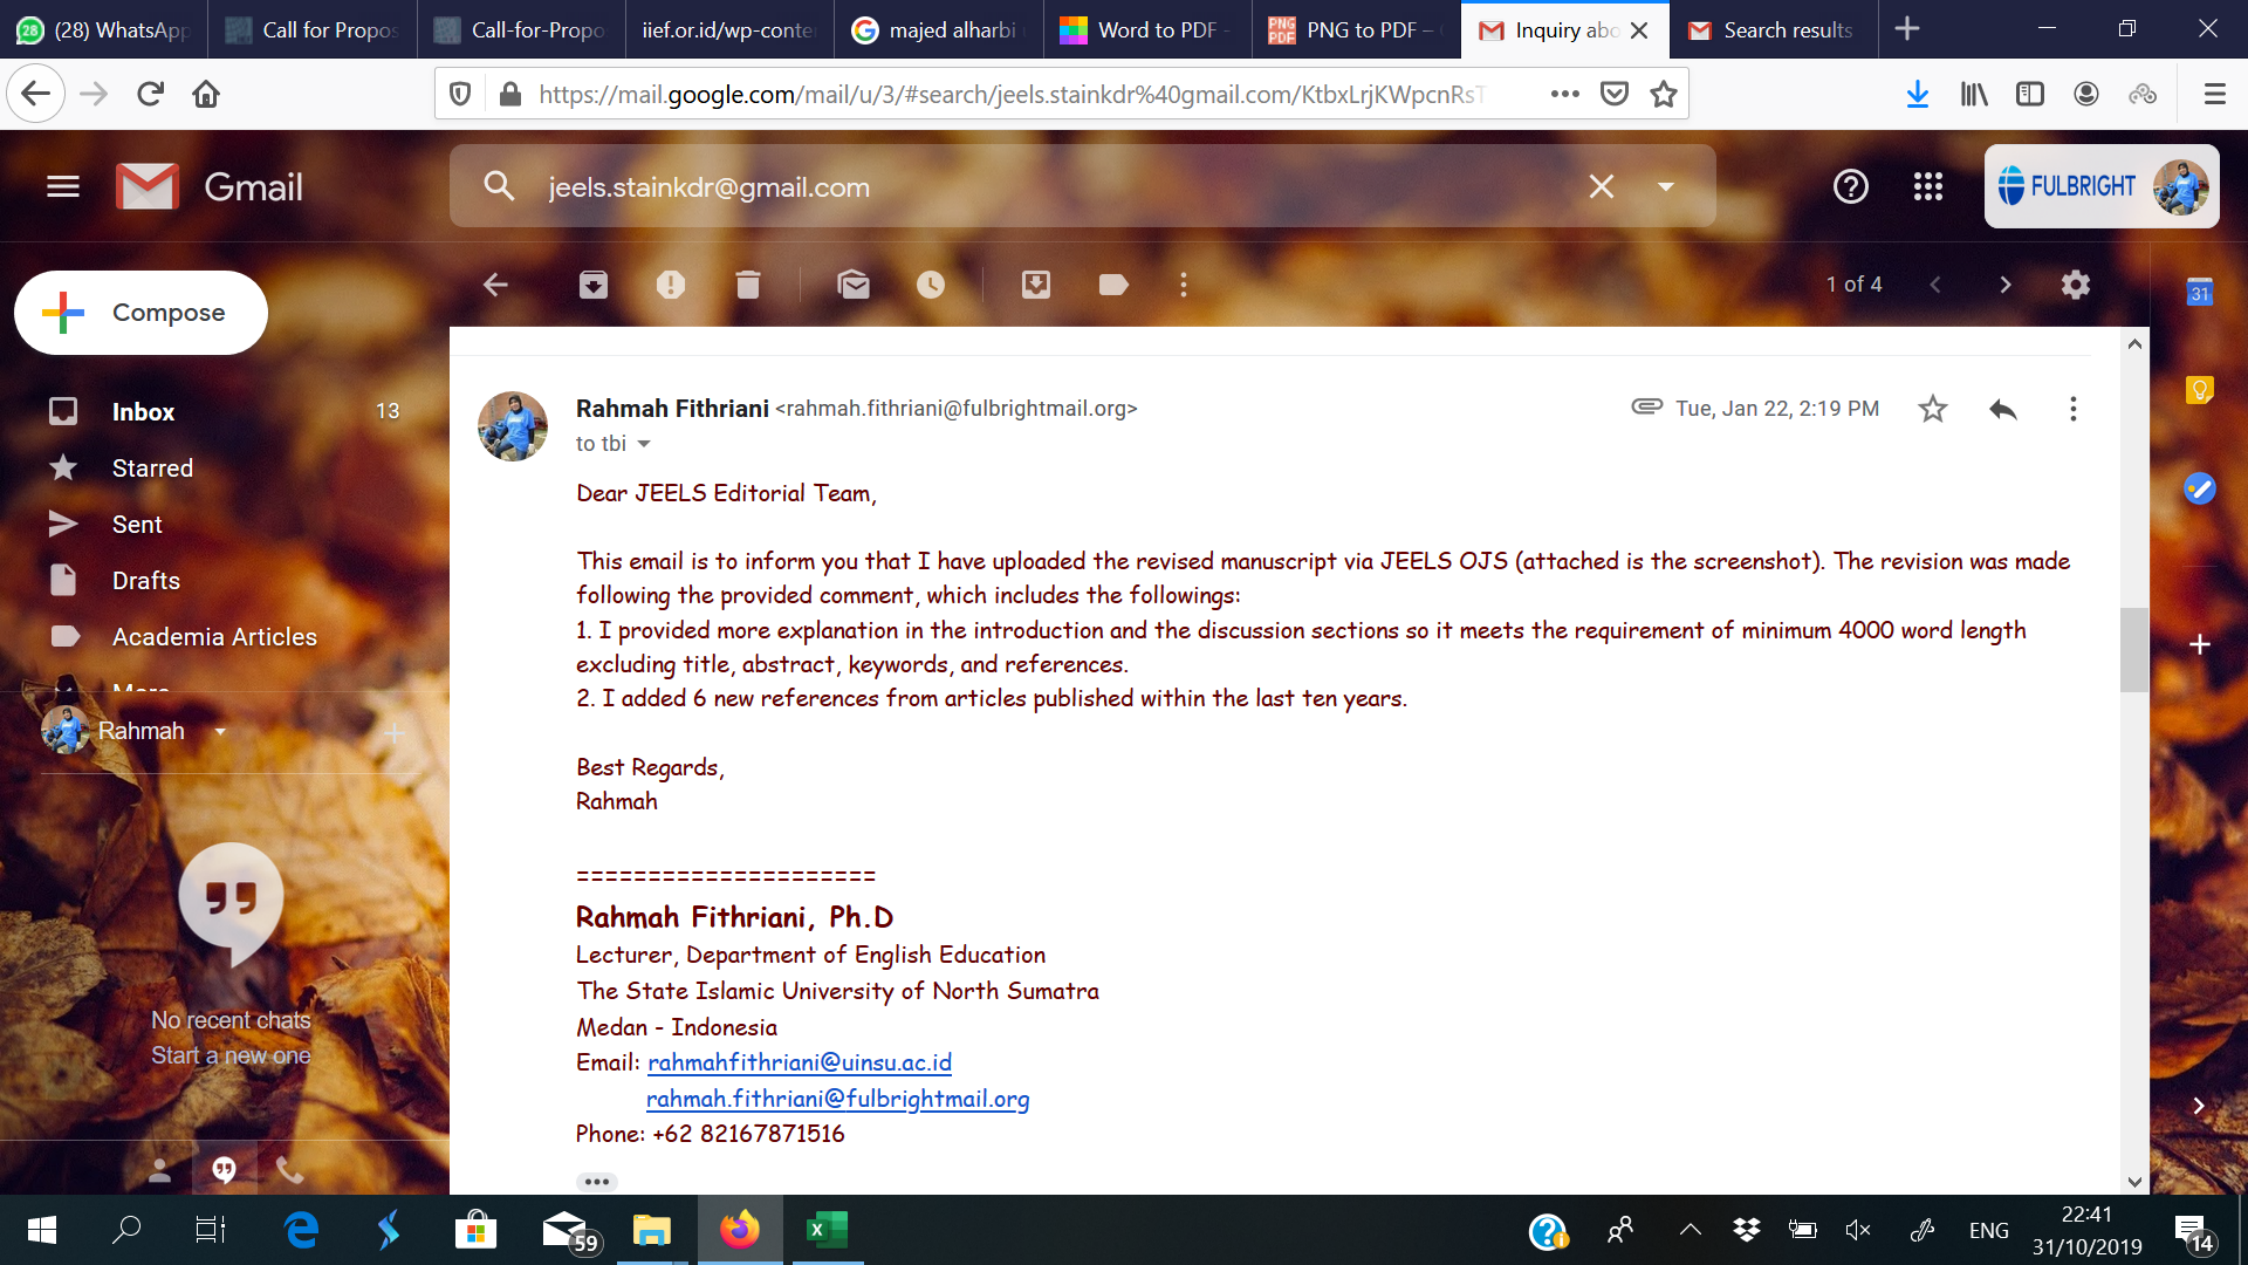 (28) WhatsApp
Call for Propos
Call-for-Propo
iief.or.id/wp-conte
majed alharbi
Word to PDF -
PNG to PDF –
Inquiry abo
Search results
https://mail.google.com/mail/u/3/#search/jeels.stainkdr%40gmail.com/KtbxLrjKWpcnRsT
Gmail
jeels.stainkdr@gmail.com
FULBRIGHT
Compose
1 of 4
31
Inbox 13
Starred
Sent
Drafts
Academia Articles
More
Rahmah
No recent chats
Start a new one
Rahmah Fithriani <rahmah.fithriani@fulbrightmail.org>
Tue, Jan 22, 2:19 PM
to tbi
Dear JEELS Editorial Team,
This email is to inform you that I have uploaded the revised manuscript via JEELS OJS (attached is the screenshot). The revision was made
following the provided comment, which includes the followings:
1. I provided more explanation in the introduction and the discussion sections so it meets the requirement of minimum 4000 word length
excluding title, abstract, keywords, and references.
2. I added 6 new references from articles published within the last ten years.
Best Regards,
Rahmah
=====================
Rahmah Fithriani, Ph.D
Lecturer, Department of English Education
The State Islamic University of North Sumatra
Medan - Indonesia
Email: rahmahfithriani@uinsu.ac.id
rahmah.fithriani@fulbrightmail.org
Phone: +62 82167871516
59
ENG
22:41
31/10/2019
14